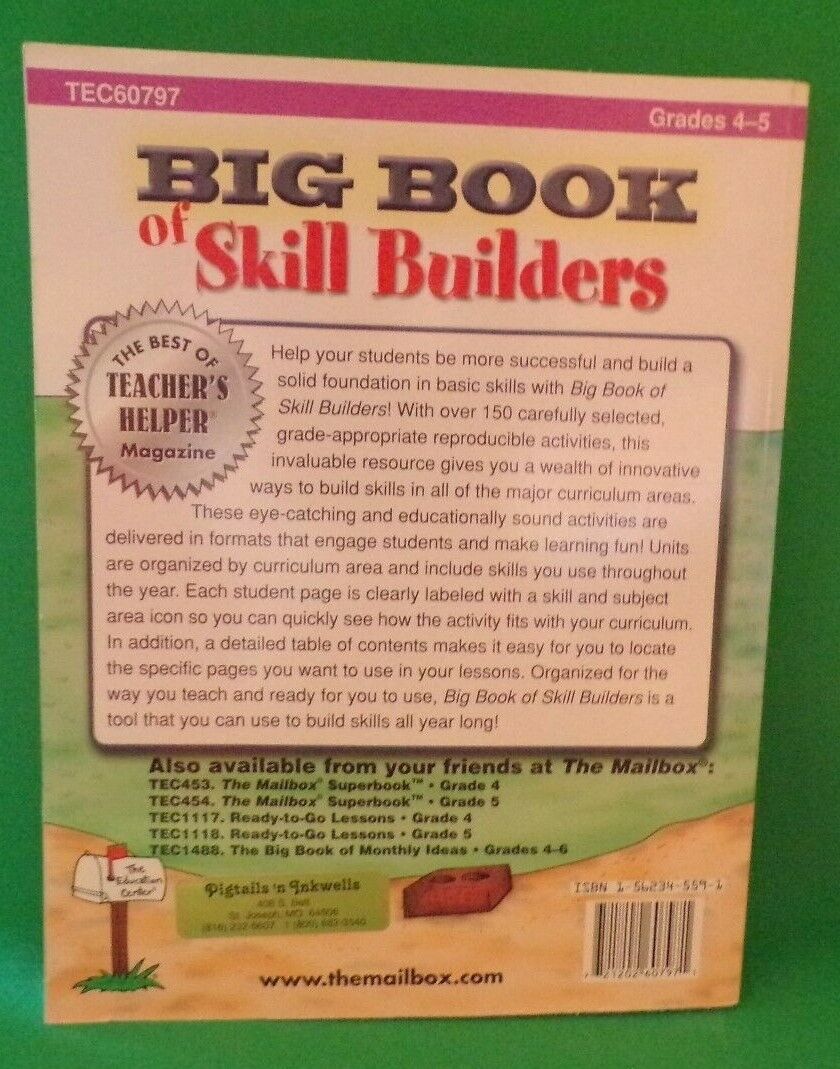 TEC60797
Grades 4–5
BIG BOOK
of Skill Builders
THE BEST OF
TEACHER'S
HELPER®
Magazine
Help your students be more successful and build a
solid foundation in basic skills with Big Book of
Skill Builders! With over 150 carefully selected,
grade-appropriate reproducible activities, this
invaluable resource gives you a wealth of innovative
ways to build skills in all of the major curriculum areas.
These eye-catching and educationally sound activities are
delivered in formats that engage students and make learning fun! Units
are organized by curriculum area and include skills you use throughout
the year. Each student page is clearly labeled with a skill and subject
area icon so you can quickly see how the activity fits with your curriculum.
In addition, a detailed table of contents makes it easy for you to locate
the specific pages you want to use in your lessons. Organized for the
way you teach and ready for you to use, Big Book of Skill Builders is a
tool that you can use to build skills all year long!
Also available from your friends at The Mailbox®:
TEC453. The Mailbox® Superbook™ • Grade 4
TEC454. The Mailbox® Superbook™ • Grade 5
TEC1117. Ready-to-Go Lessons • Grade 4
TEC1118. Ready-to-Go Lessons • Grade 5
TEC1488. The Big Book of Monthly Ideas • Grades 4–6
The
Education
Center®
Pigtails 'n Inkwells
St. Joseph, MO
ISBN 1-56234-559-1
www.themailbox.com